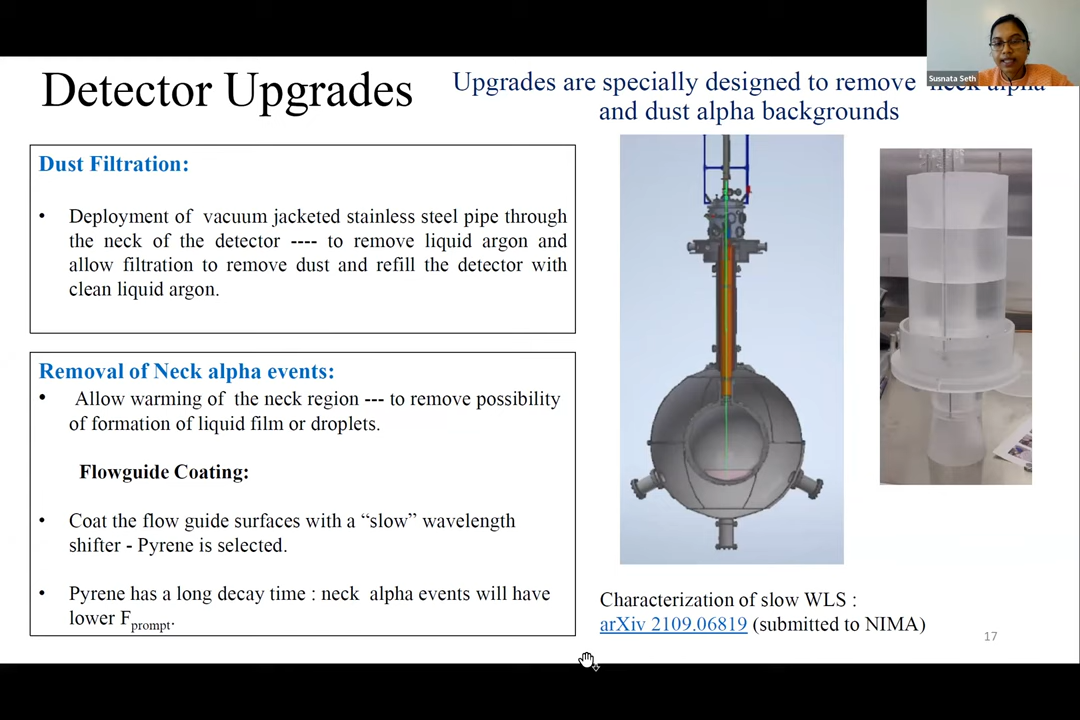 Susnata Seth
Detector Upgrades
Upgrades are specially designed to remove neck alpha
and dust alpha backgrounds
Dust Filtration:
• Deployment of vacuum jacketed stainless steel pipe through
the neck of the detector ---- to remove liquid argon and
allow filtration to remove dust and refill the detector with
clean liquid argon.
Removal of Neck alpha events:
• Allow warming of the neck region --- to remove possibility
of formation of liquid film or droplets.
Flowguide Coating:
• Coat the flow guide surfaces with a “slow” wavelength
shifter - Pyrene is selected.
• Pyrene has a long decay time : neck alpha events will have
lower Fprompt.
Characterization of slow WLS :
arXiv 2109.06819 (submitted to NIMA)
17